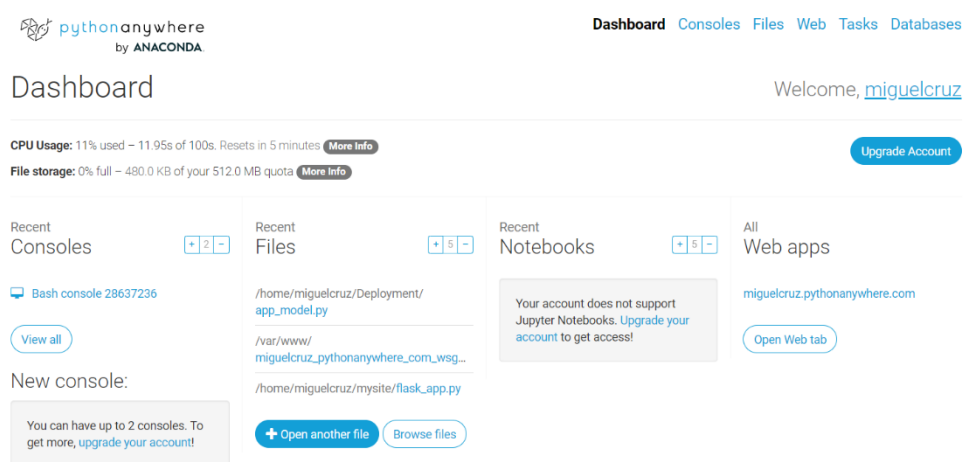 pythonanywhere
by ANACONDA.
Dashboard Consoles Files Web Tasks Databases
Dashboard
Welcome, miguelcruz
CPU Usage: 11% used – 11.95s of 100s. Resets in 5 minutes More Info
Upgrade Account
File storage: 0% full – 480.0 KB of your 512.0 MB quota More Info
Recent
Consoles
+ 2 −
Bash console 28637236
View all
New console:
You can have up to 2 consoles. To
get more, upgrade your account!
Recent
Files
+ 5 −
/home/miguelcruz/Deployment/
app_model.py
/var/www/
miguelcruz_pythonanywhere_com_wsg...
/home/miguelcruz/mysite/flask_app.py
+ Open another file
Browse files
Recent
Notebooks
+ 5 −
Your account does not support
Jupyter Notebooks. Upgrade your
account to get access!
All
Web apps
miguelcruz.pythonanywhere.com
Open Web tab